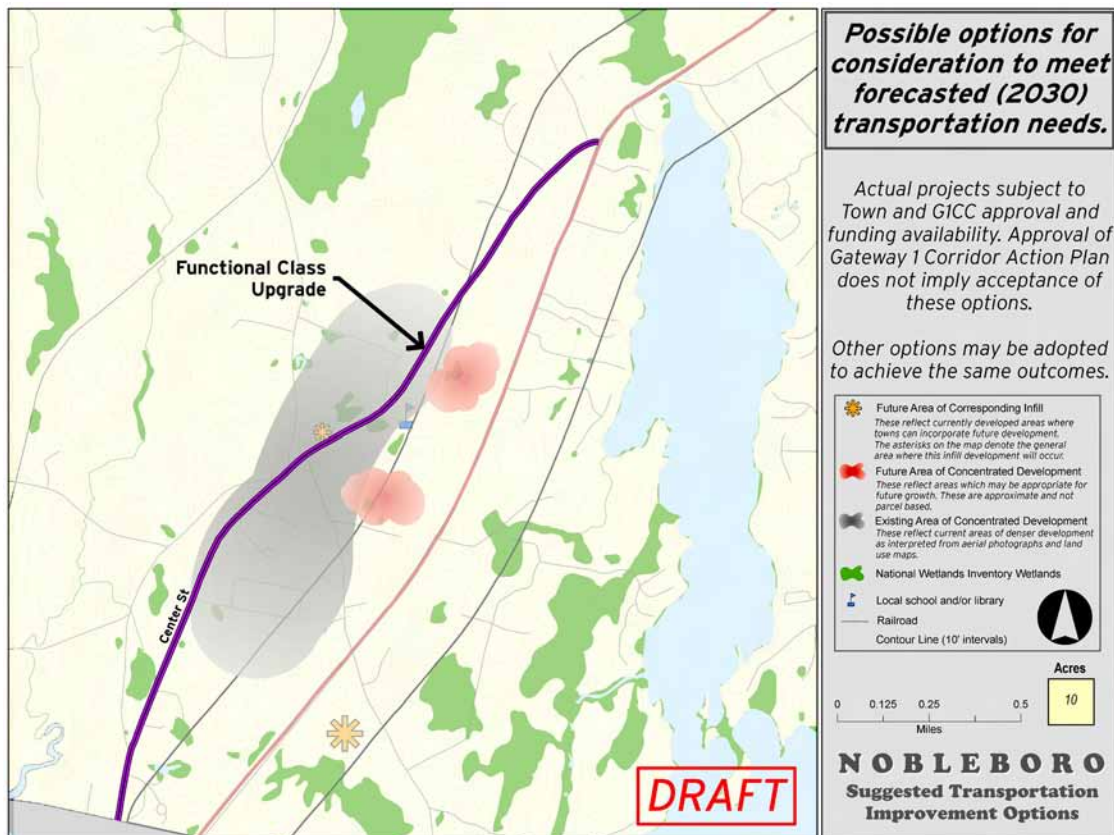 Functional Class
Upgrade
Center St
DRAFT
Possible options for
consideration to meet
forecasted (2030)
transportation needs.
Actual projects subject to
Town and G1CC approval and
funding availability. Approval of
Gateway 1 Corridor Action Plan
does not imply acceptance of
these options.
Other options may be adopted
to achieve the same outcomes.
Future Area of Corresponding Infill
These reflect currently developed areas where
towns can incorporate future development.
The asterisks on the map denote the general
area where this infill development will occur.
Future Area of Concentrated Development
These reflect areas which may be appropriate for
future growth. These are approximate and not
parcel based.
Existing Area of Concentrated Development
These reflect current areas of denser development
as interpreted from aerial photographs and land
use maps.
National Wetlands Inventory Wetlands
Local school and/or library
Railroad
Contour Line (10' intervals)
Acres
10
0 0.125 0.25 0.5
Miles
NOBLEBORO
Suggested Transportation
Improvement Options